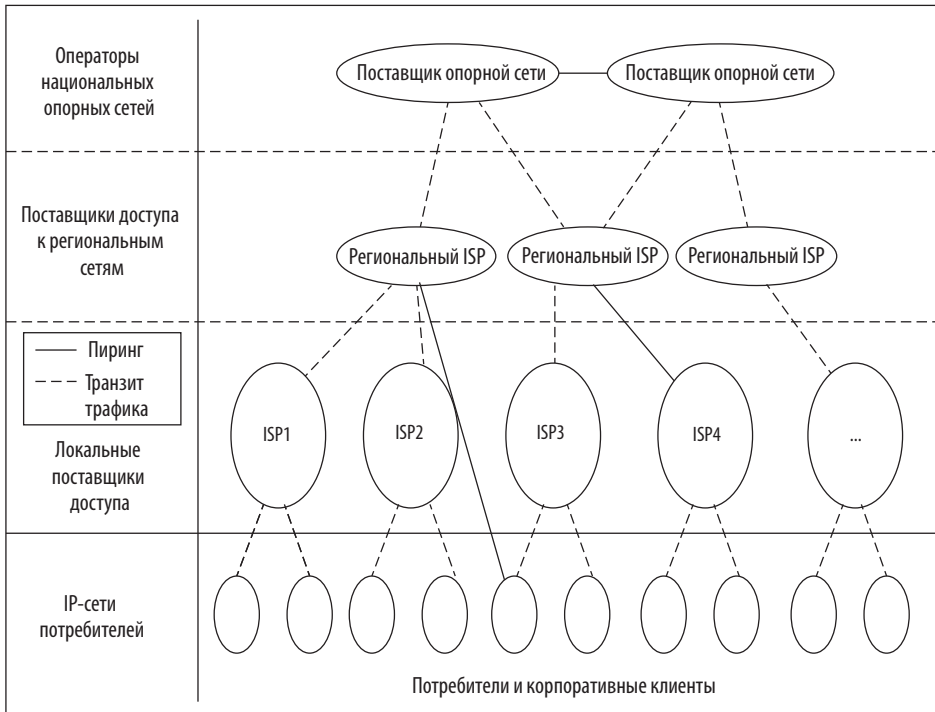 Операторы
национальных
опорных сетей
Поставщик опорной сети
Поставщик опорной сети
Поставщики доступа
к региональным
сетям
Региональный ISP
Региональный ISP
Региональный ISP
Пиринг
Транзит
трафика
Локальные
поставщики
доступа
ISP1
ISP2
ISP3
ISP4
...
IP-сети
потребителей
Потребители и корпоративные клиенты